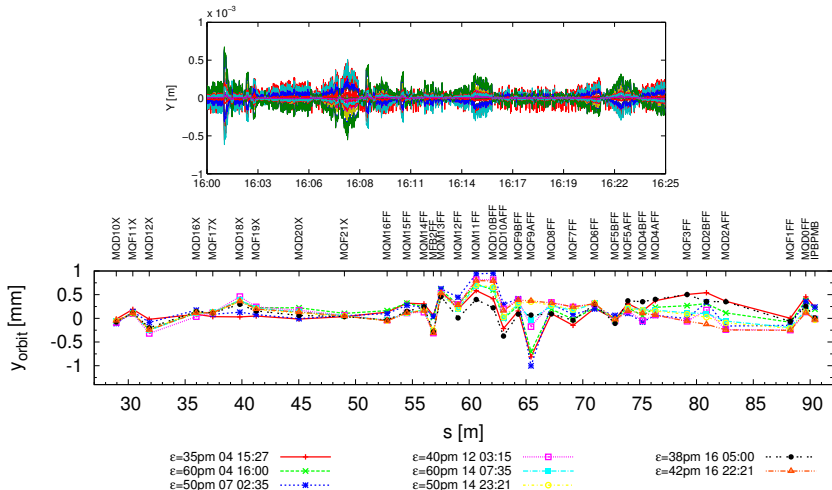 × 10⁻³
1
0.5
0
−0.5
−1
Y [m]
16:00 16:03 16:06 16:08 16:11 16:14 16:17 16:19 16:22 16:25
MQD10X MQF11X MQD12X MQD16X MQF17X MQD18X MQF19X MQD20X MQF21X MQM16FF MQM15FF MQM14FF MQM13FF MQM12FF MQM11FF MQD10BFF MQD10AFF MQF9BFF MQF9AFF MQD8FF MQF7FF MQD6FF MQF5BFF MQF5AFF MQD4BFF MQD4AFF MQF3FF MQD2BFF MQD2AFF MQF1FF MQD0FF
1
0.5
0
-0.5
-1
y_orbit [mm]
30 35 40 45 50 55 60 65 70 75 80 85 90
s [m]
ε=35pm 04 15:27 ε=40pm 12 03:15 ε=38pm 16 05:00
ε=60pm 04 16:00 ε=60pm 14 07:35 ε=42pm 16 22:21
ε=50pm 07 02:35 ε=50pm 14 23:21